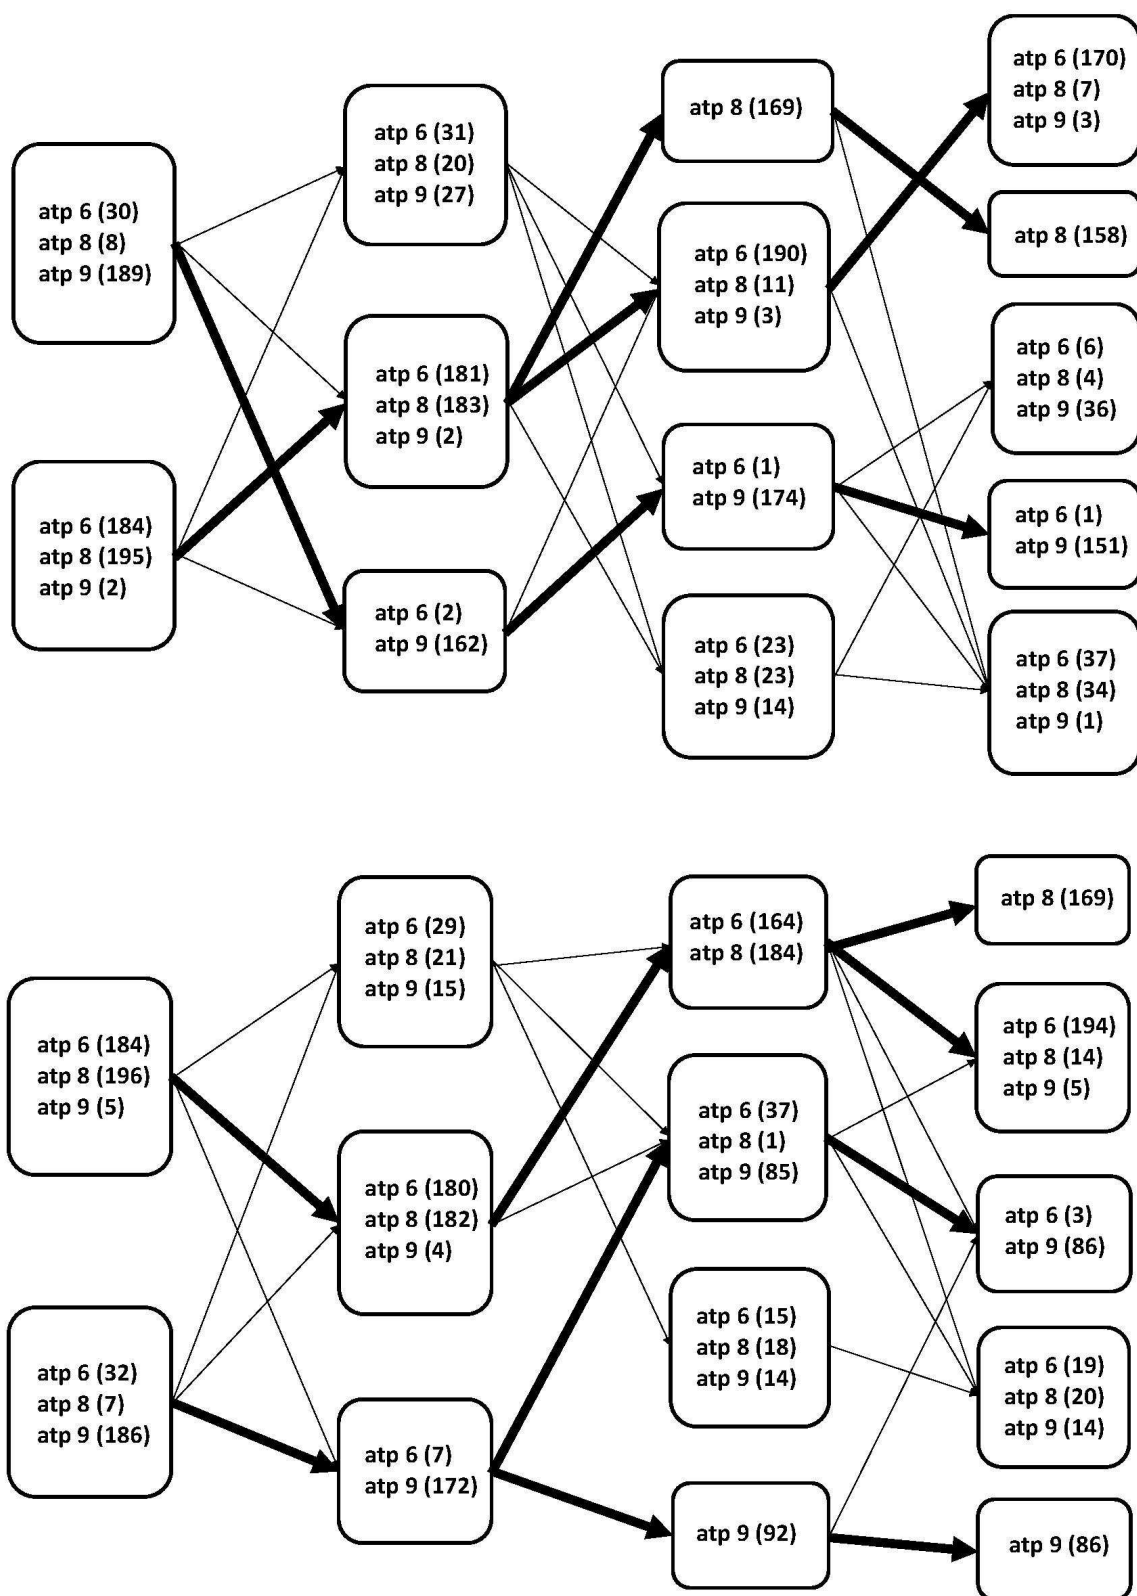 atp 6 (30)
atp 8 (8)
atp 9 (189)
atp 6 (184)
atp 8 (195)
atp 9 (2)
atp 6 (31)
atp 8 (20)
atp 9 (27)
atp 6 (181)
atp 8 (183)
atp 9 (2)
atp 6 (2)
atp 9 (162)
atp 8 (169)
atp 6 (190)
atp 8 (11)
atp 9 (3)
atp 6 (1)
atp 9 (174)
atp 6 (23)
atp 8 (23)
atp 9 (14)
atp 6 (170)
atp 8 (7)
atp 9 (3)
atp 8 (158)
atp 6 (6)
atp 8 (4)
atp 9 (36)
atp 6 (1)
atp 9 (151)
atp 6 (37)
atp 8 (34)
atp 9 (1)
atp 6 (184)
atp 8 (196)
atp 9 (5)
atp 6 (32)
atp 8 (7)
atp 9 (186)
atp 6 (29)
atp 8 (21)
atp 9 (15)
atp 6 (180)
atp 8 (182)
atp 9 (4)
atp 6 (7)
atp 9 (172)
atp 6 (164)
atp 8 (184)
atp 6 (37)
atp 8 (1)
atp 9 (85)
atp 6 (15)
atp 8 (18)
atp 9 (14)
atp 9 (92)
atp 8 (169)
atp 6 (194)
atp 8 (14)
atp 9 (5)
atp 6 (3)
atp 9 (86)
atp 6 (19)
atp 8 (20)
atp 9 (14)
atp 9 (86)